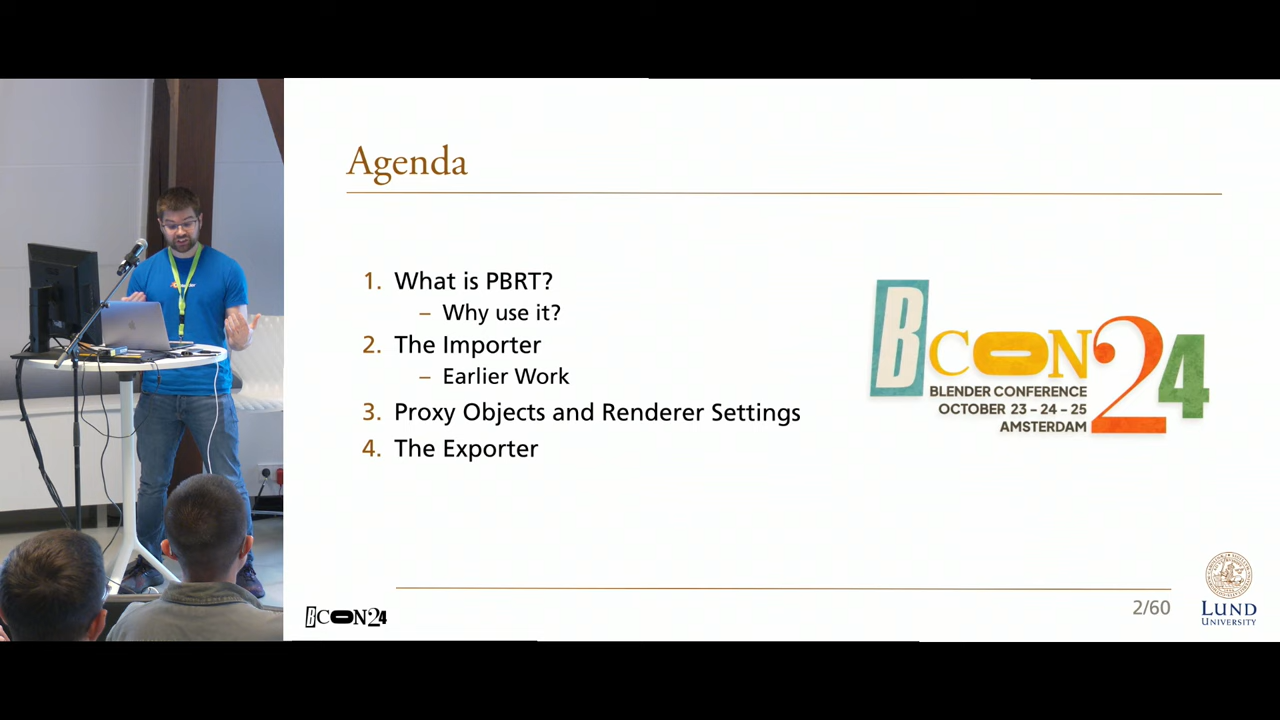 Agenda
1. What is PBRT?
– Why use it?
2. The Importer
– Earlier Work
3. Proxy Objects and Renderer Settings
4. The Exporter
BCON24
BLENDER CONFERENCE
OCTOBER 23 – 24 – 25
AMSTERDAM
BCON24
2/60
LUND
UNIVERSITY